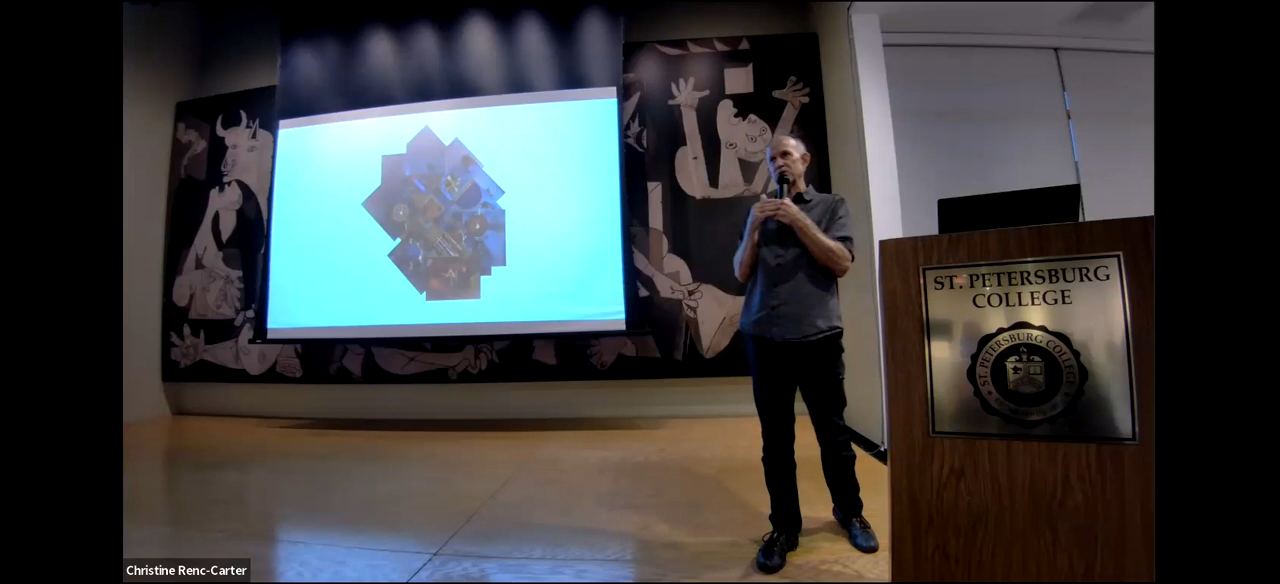 ST. PETERSBURG
COLLEGE
ST. PETERSBURG COLLEGE
Christine Renc-Carter